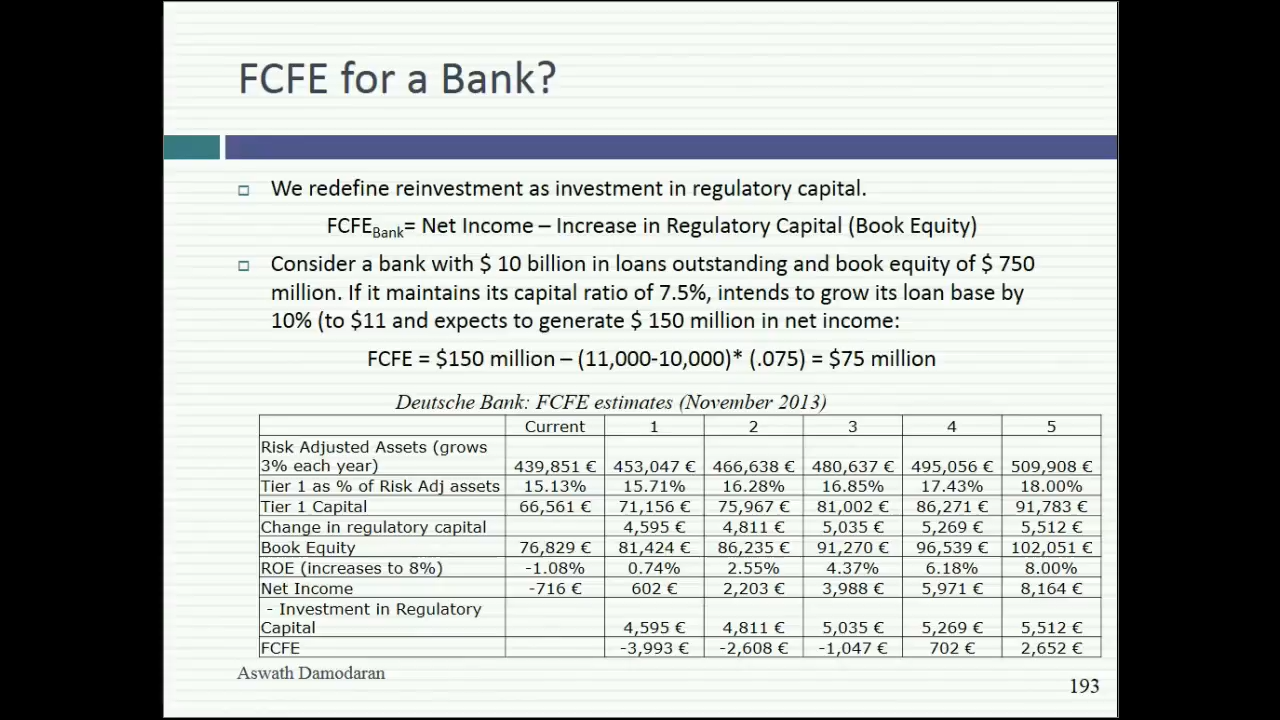 FCFE for a Bank?
We redefine reinvestment as investment in regulatory capital.
FCFEBank= Net Income – Increase in Regulatory Capital (Book Equity)
Consider a bank with $ 10 billion in loans outstanding and book equity of $ 750
million. If it maintains its capital ratio of 7.5%, intends to grow its loan base by
10% (to $11 and expects to generate $ 150 million in net income:
FCFE = $150 million – (11,000-10,000)* (.075) = $75 million
Deutsche Bank: FCFE estimates (November 2013)
Current 1 2 3 4 5
Risk Adjusted Assets (grows
3% each year) 439,851 € 453,047 € 466,638 € 480,637 € 495,056 € 509,908 €
Tier 1 as % of Risk Adj assets 15.13% 15.71% 16.28% 16.85% 17.43% 18.00%
Tier 1 Capital 66,561 € 71,156 € 75,967 € 81,002 € 86,271 € 91,783 €
Change in regulatory capital 4,595 € 4,811 € 5,035 € 5,269 € 5,512 €
Book Equity 76,829 € 81,424 € 86,235 € 91,270 € 96,539 € 102,051 €
ROE (increases to 8%) -1.08% 0.74% 2.55% 4.37% 6.18% 8.00%
Net Income -716 € 602 € 2,203 € 3,988 € 5,971 € 8,164 €
- Investment in Regulatory
Capital 4,595 € 4,811 € 5,035 € 5,269 € 5,512 €
FCFE -3,993 € -2,608 € -1,047 € 702 € 2,652 €
Aswath Damodaran
193